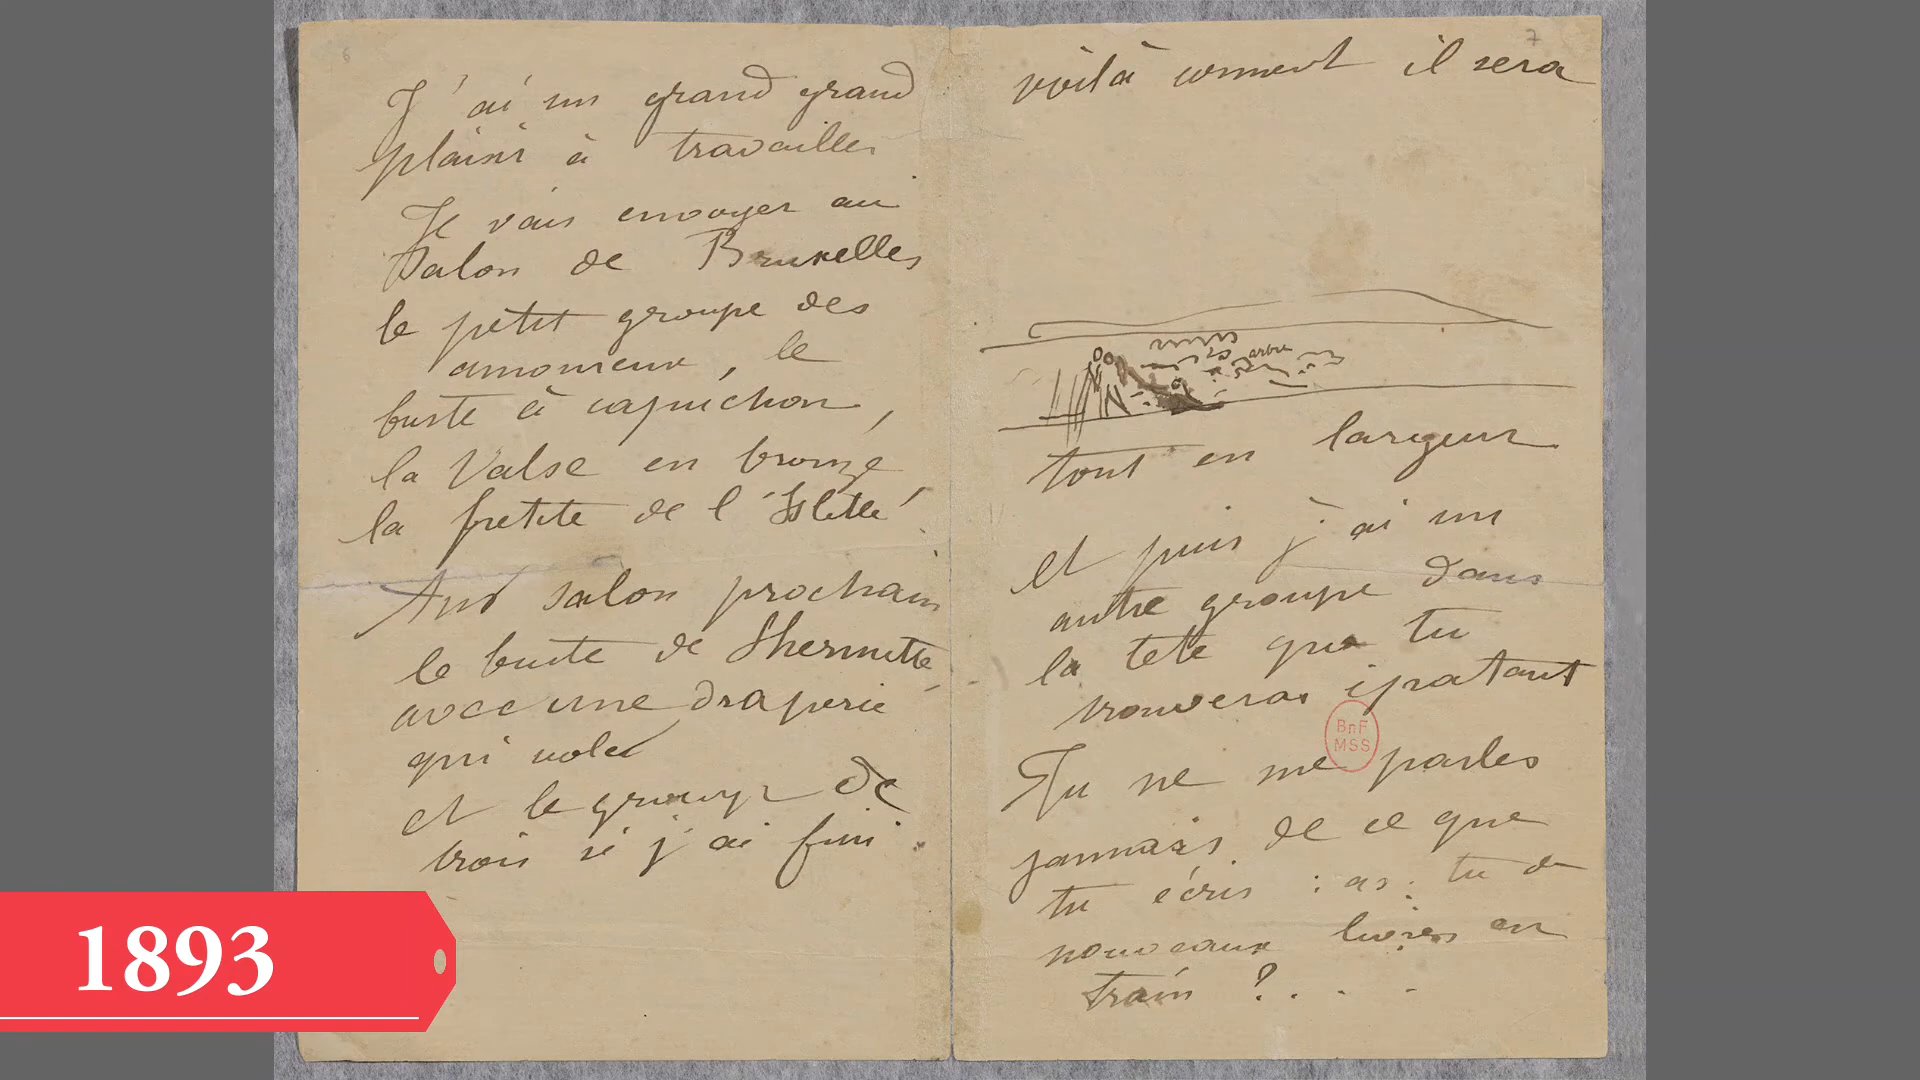 6
J'ai un grand grand
plaisir à travailler
Je vais envoyer au
Salon de Bruxelles
le petit groupe des
amoureux, le
buste à capuchon,
la Valse en bronze
la petite de l'Islette.
Au salon prochain
le buste de Lhermitte
avec une draperie
qui vole
et le groupe de
trois si j'ai fini.
7
voilà comment il sera
arbre
tout en largeur
et puis j'ai un
autre groupe dans
la tête que tu
trouveras épatant
BnF
MSS
Tu ne me parles
jamais de ce que
tu écris : as-tu de
nouveaux livres en
train ? . . .
1893